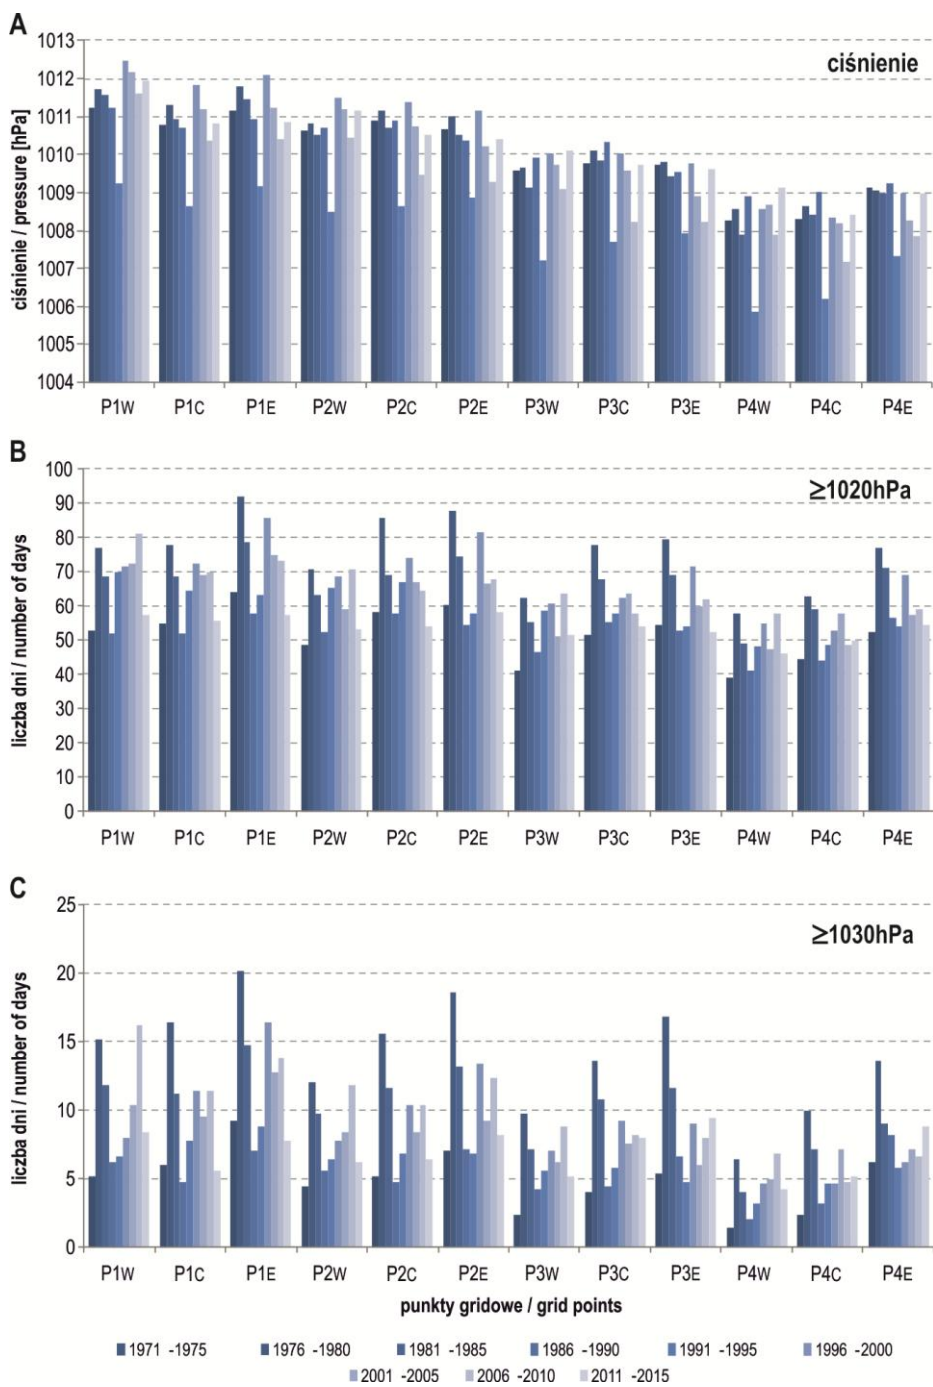 A
1013
1012
1011
1010
1009
1008
1007
1006
1005
1004
ciśnienie / pressure [hPa]
ciśnienie
P1W P1C P1E P2W P2C P2E P3W P3C P3E P4W P4C P4E
B
100
90
80
70
60
50
40
30
20
10
0
liczba dni / number of days
≥1020hPa
P1W P1C P1E P2W P2C P2E P3W P3C P3E P4W P4C P4E
C
25
20
15
10
5
0
liczba dni / number of days
≥1030hPa
P1W P1C P1E P2W P2C P2E P3W P3C P3E P4W P4C P4E
punkty gridowe / grid points
1971 -1975 1976 -1980 1981 -1985 1986 -1990 1991 -1995 1996 -2000
2001 -2005 2006 -2010 2011 -2015